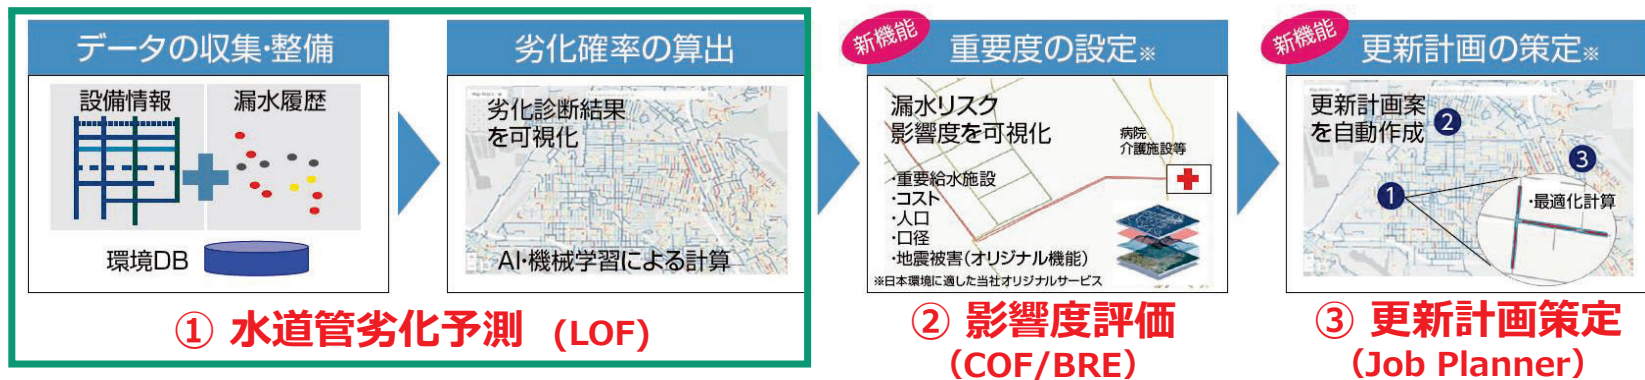 データの収集・整備
設備情報
漏水履歴
環境DB
劣化確率の算出
劣化診断結果
を可視化
AI・機械学習による計算
① 水道管劣化予測 (LOF)
新機能
重要度の設定※
漏水リスク
影響度を可視化
病院
介護施設等
・重要給水施設
・コスト
・人口
・口径
・地震被害(オリジナル機能)
※日本環境に適した当社オリジナルサービス
② 影響度評価
(COF/BRE)
新機能
更新計画の策定※
更新計画案
を自動作成
2
3
1
・最適化計算
③ 更新計画策定
(Job Planner)